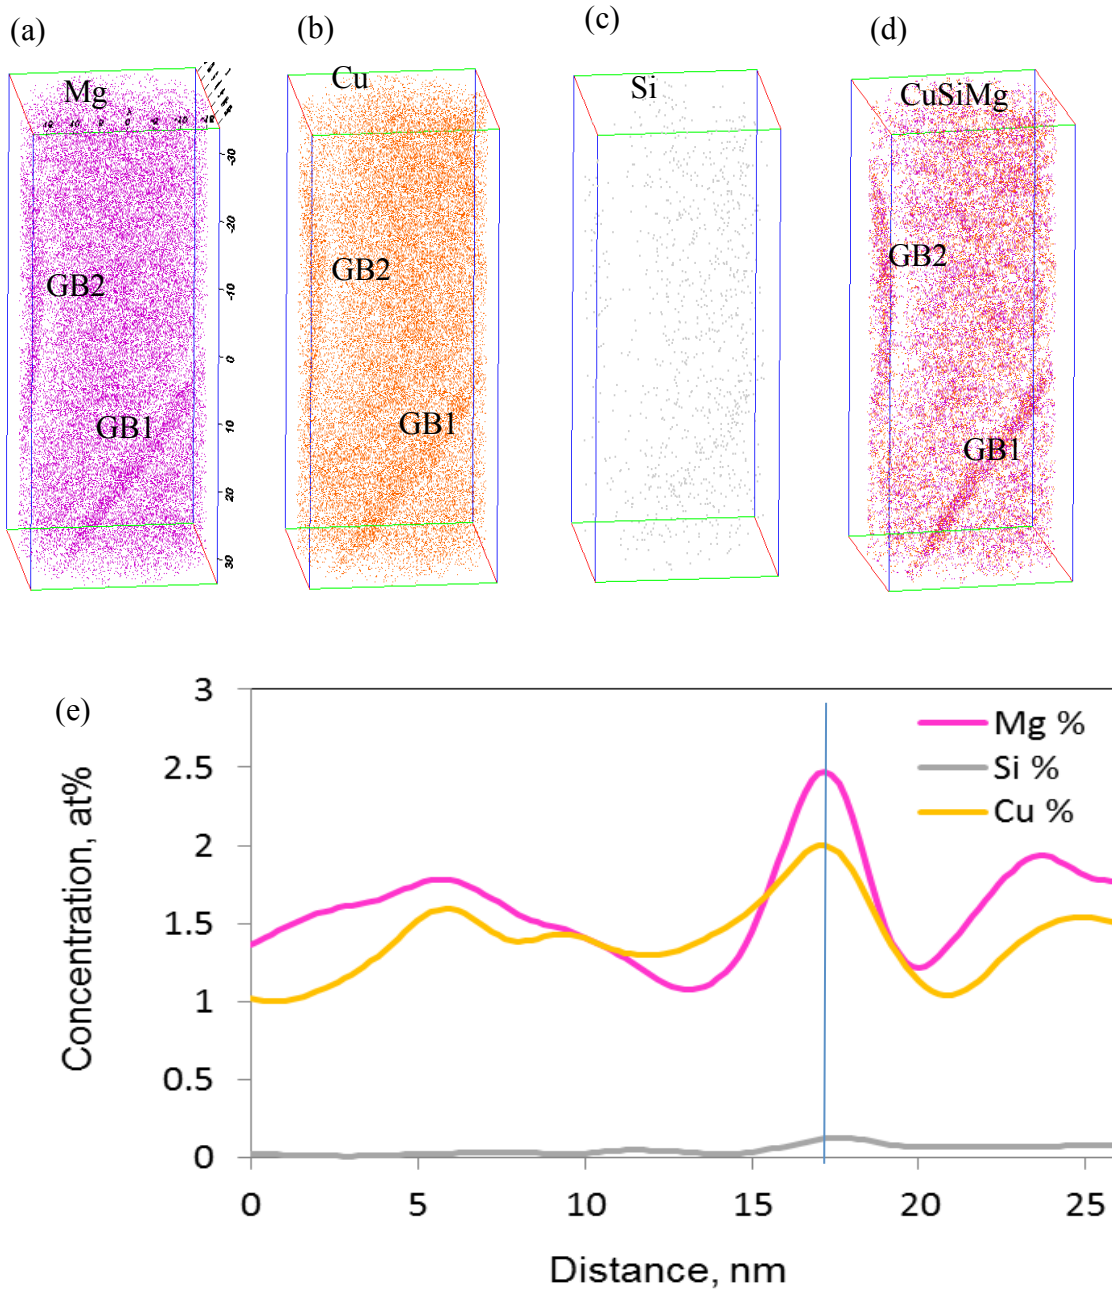 (a)
(b)
(c)
(d)
Mg
Cu
Si
CuSiMg
-30
-20
-10
0
10
20
30
GB2
GB2
GB2
GB1
GB1
GB1
(e)
3
2.5
2
1.5
1
0.5
0
Concentration, at%
Mg %
Si %
Cu %
0
5
10
15
20
25
Distance, nm